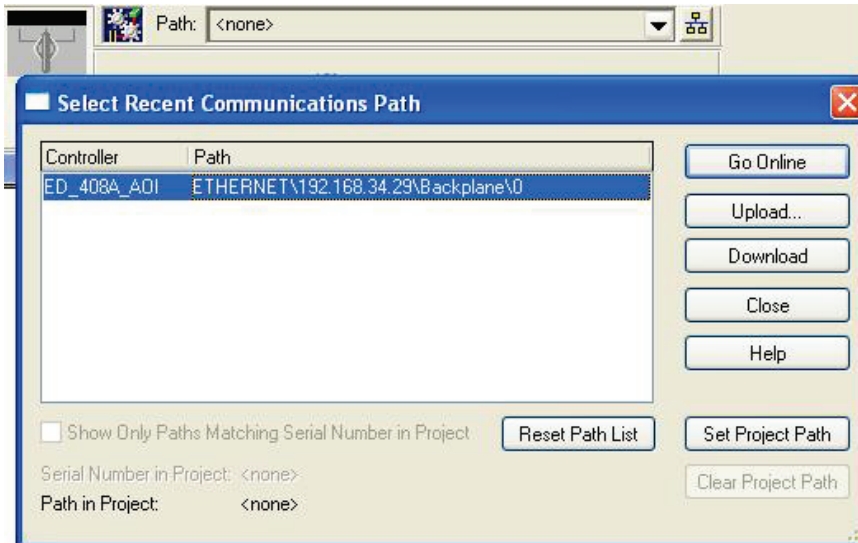 Path: <none>
Select Recent Communications Path
Controller Path
ED_408A_AOI ETHERNET\192.168.34.29\Backplane\0
Go Online
Upload...
Download
Close
Help
Show Only Paths Matching Serial Number in Project
Reset Path List
Set Project Path
Serial Number in Project: <none>
Clear Project Path
Path in Project: <none>